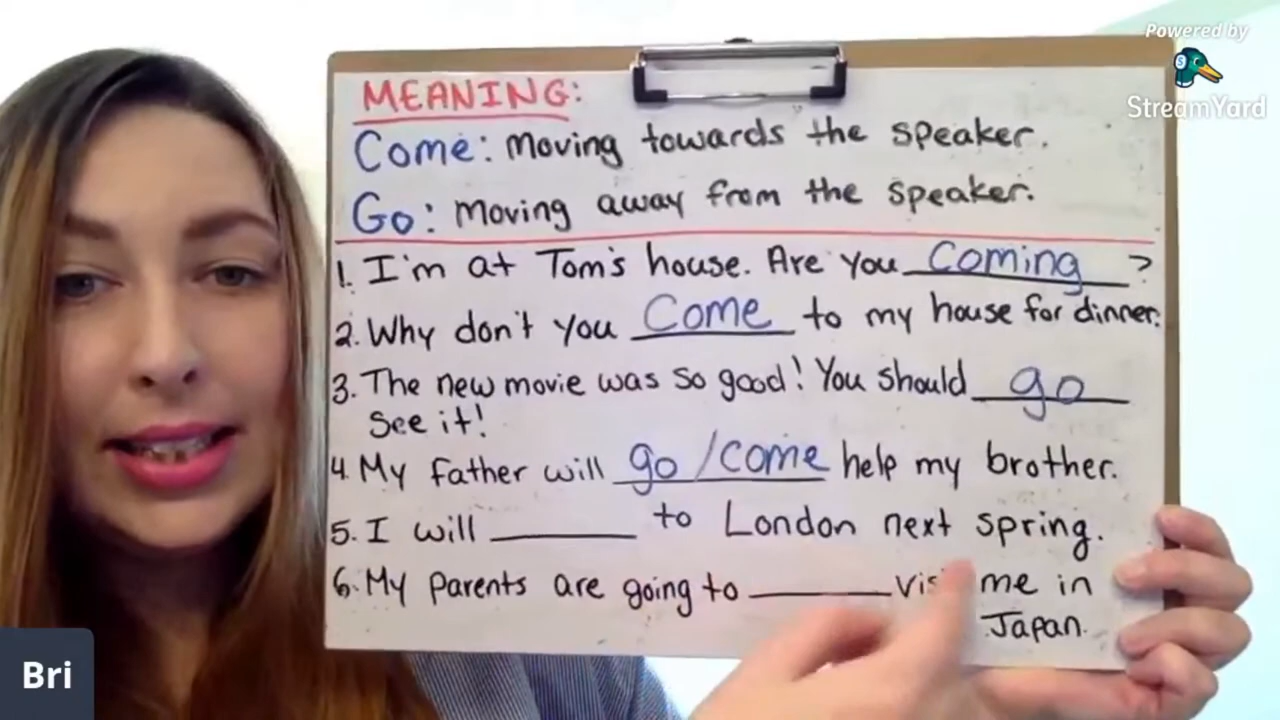 Powered by
StreamYard
MEANING:
Come: Moving towards the speaker.
Go: Moving away from the speaker.
1. I'm at Tom's house. Are you coming ?
2. Why don't you come to my house for dinner.
3. The new movie was so good! You should go
see it!
4. My father will go / come help my brother.
5. I will ______ to London next spring.
6. My parents are going to ______ me in
Japan.
Bri